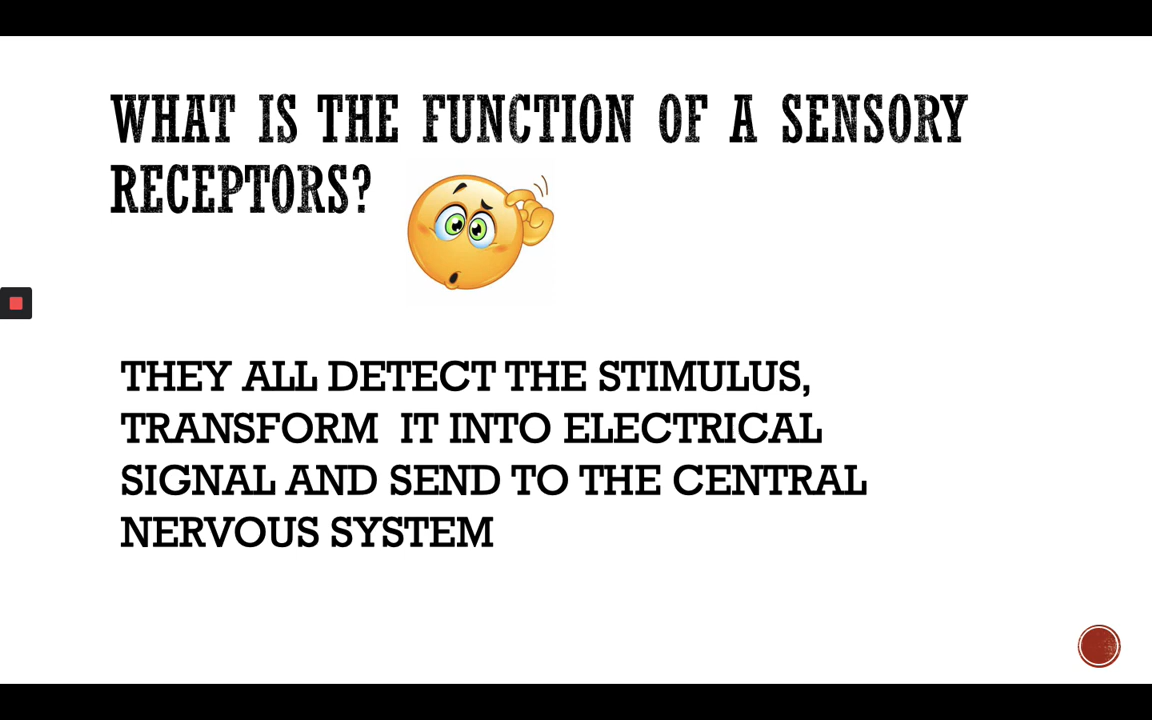 WHAT IS THE FUNCTION OF A SENSORY
RECEPTORS?
THEY ALL DETECT THE STIMULUS,
TRANSFORM IT INTO ELECTRICAL
SIGNAL AND SEND TO THE CENTRAL
NERVOUS SYSTEM